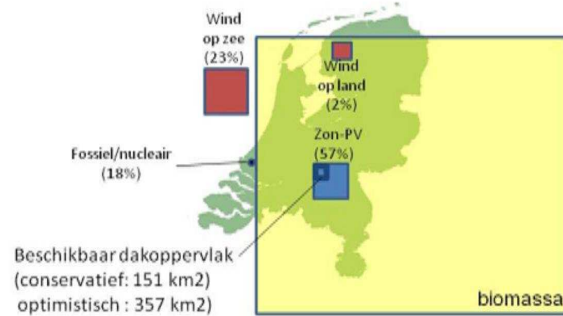 Wind
op zee
(23%)
Wind
op land
(2%)
Zon-PV
(57%)
Fossiel/nucleair
(18%)
Beschikbaar dakoppervlak
(conservatief: 151 km2)
optimistisch : 357 km2)
biomassa